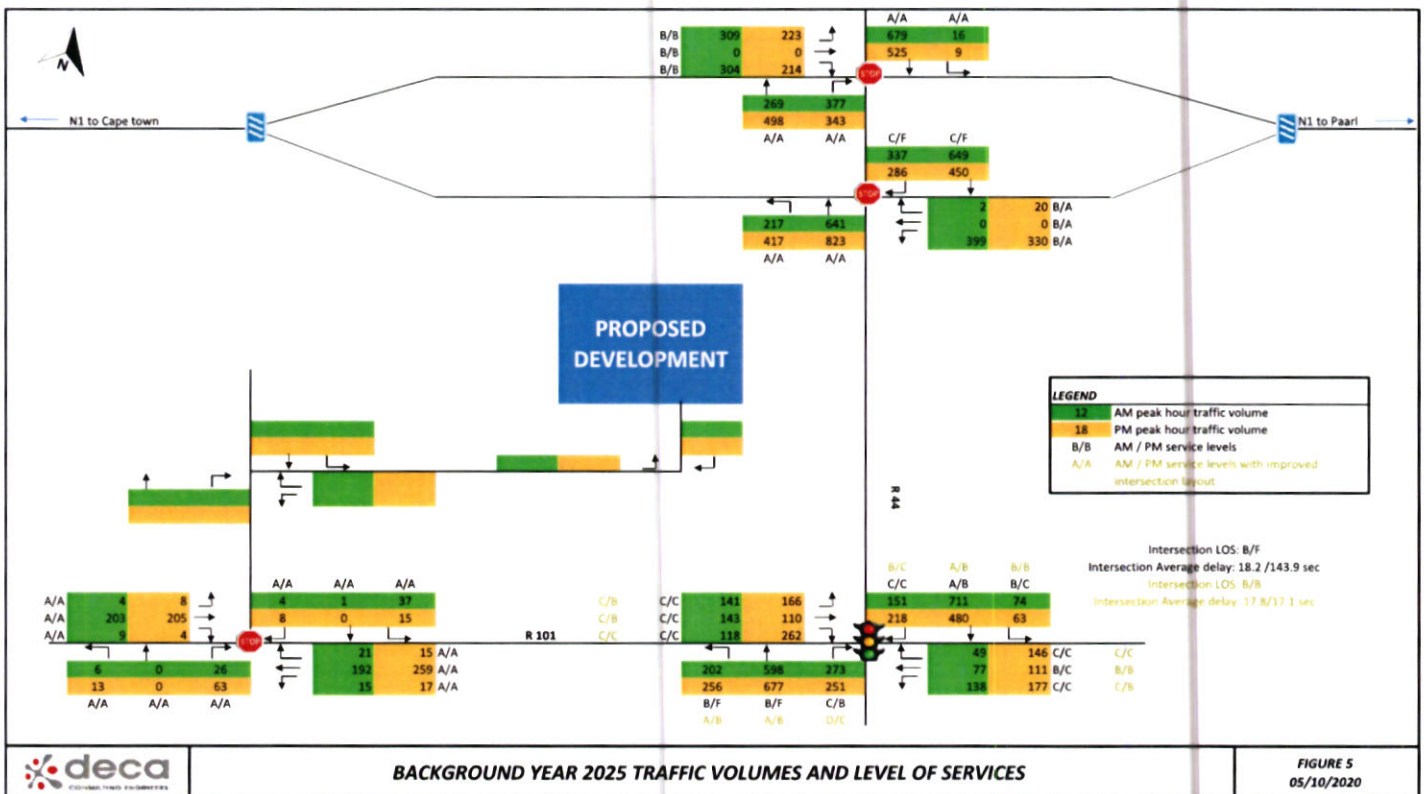 N
N1 to Cape town
N1 to Paarl
B/B 309 223
B/B 0 0
B/B 304 214
A/A A/A
679 16
525 9
STOP
269 377
498 343
A/A A/A
C/F C/F
337 649
286 450
STOP
217 641
417 823
A/A A/A
2 20 B/A
0 0 B/A
399 330 B/A
PROPOSED
DEVELOPMENT
LEGEND
12 AM peak hour traffic volume
18 PM peak hour traffic volume
B/B AM / PM service levels
A/A AM / PM service levels with improved
intersection layout
R 44
Intersection LOS: B/F
Intersection Average delay: 18.2 /143.9 sec
Intersection LOS: B/B
Intersection Average delay: 17.8/17.1 sec
A/A 4 8
A/A 203 205
A/A 9 4
A/A A/A A/A
4 1 37
8 0 15
STOP
6 0 26
13 0 63
A/A A/A A/A
21 15 A/A
192 259 A/A
15 17 A/A
R 101
C/B C/C 141 166
C/B C/C 143 110
C/C C/C 118 262
B/C A/B B/B
C/C A/B B/C
151 711 74
218 480 63
202 598 273
256 677 251
B/F B/F C/B
A/B A/B D/C
49 146 C/C C/C
77 111 B/C B/B
138 177 C/C C/B
deca
CONSULTING ENGINEERS
BACKGROUND YEAR 2025 TRAFFIC VOLUMES AND LEVEL OF SERVICES
FIGURE 5
05/10/2020